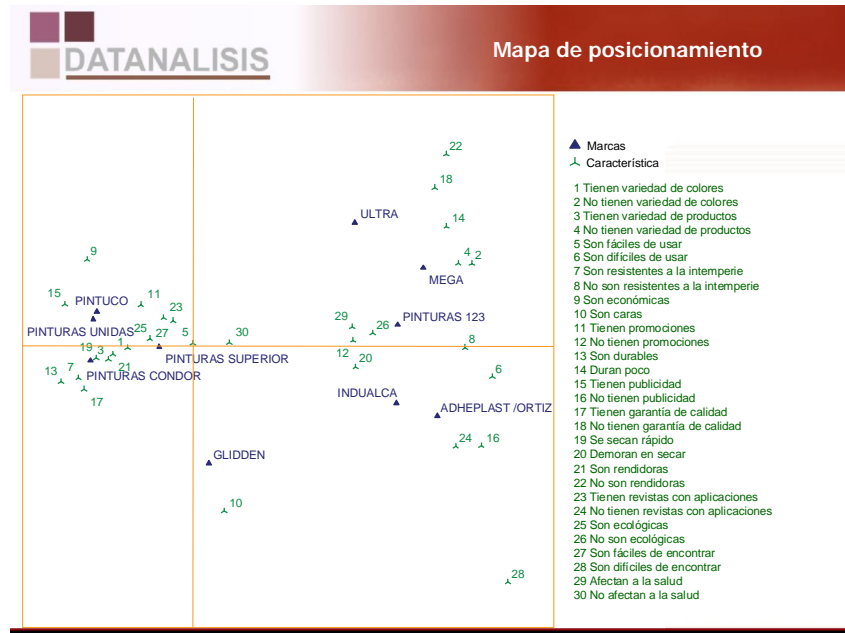 DATANALISIS
Mapa de posicionamiento
22
18
ULTRA
14
9
4 2
MEGA
15
PINTUCO
11
23
29
26
PINTURAS 123
PINTURAS UNIDAS
25
27
5
30
8
19 3 1
12
PINTURAS SUPERIOR
20
21
13 7
PINTURAS CONDOR
6
17
INDUALCA
ADHEPLAST /ORTIZ
24 16
GLIDDEN
10
28
Marcas
Característica
1 Tienen variedad de colores
2 No tienen variedad de colores
3 Tienen variedad de productos
4 No tienen variedad de productos
5 Son fáciles de usar
6 Son difíciles de usar
7 Son resistentes a la intemperie
8 No son resistentes a la intemperie
9 Son económicas
10 Son caras
11 Tienen promociones
12 No tienen promociones
13 Son durables
14 Duran poco
15 Tienen publicidad
16 No tienen publicidad
17 Tienen garantía de calidad
18 No tienen garantía de calidad
19 Se secan rápido
20 Demoran en secar
21 Son rendidoras
22 No son rendidoras
23 Tienen revistas con aplicaciones
24 No tienen revistas con aplicaciones
25 Son ecológicas
26 No son ecológicas
27 Son fáciles de encontrar
28 Son difíciles de encontrar
29 Afectan a la salud
30 No afectan a la salud